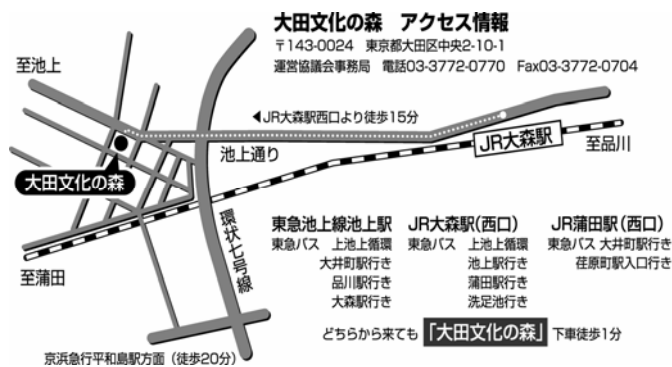 大田文化の森 アクセス情報
〒143-0024 東京都大田区中央2-10-1
運営協議会事務局 電話03-3772-0770 Fax03-3772-0704
至池上
◀JR大森駅西口より徒歩15分
池上通り
JR大森駅
至品川
大田文化の森
環状七号線
至蒲田
東急池上線池上駅
東急バス 上池上循環
大井町駅行き
品川駅行き
大森駅行き
JR大森駅(西口)
東急バス 上池上循環
池上駅行き
蒲田駅行き
洗足池行き
JR蒲田駅(西口)
東急バス 大井町駅行き
荏原町駅入口行き
どちらから来ても「大田文化の森」下車徒歩1分
京浜急行平和島駅方面(徒歩20分)